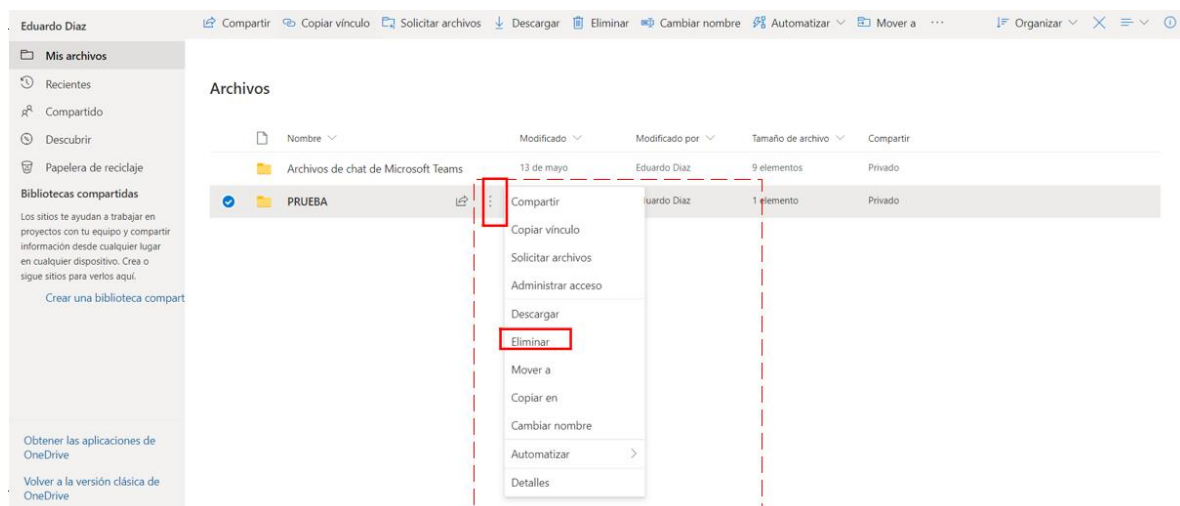 Eduardo Diaz
Compartir Copiar vínculo Solicitar archivos Descargar Eliminar Cambiar nombre Automatizar Mover a ··· Organizar
Mis archivos
Recientes
Compartido
Descubrir
Papelera de reciclaje
Bibliotecas compartidas
Los sitios te ayudan a trabajar en
proyectos con tu equipo y compartir
información desde cualquier lugar
en cualquier dispositivo. Crea o
sigue sitios para verlos aquí.
Crear una biblioteca compart
Obtener las aplicaciones de
OneDrive
Volver a la versión clásica de
OneDrive
Archivos
Nombre Modificado Modificado por Tamaño de archivo Compartir
Archivos de chat de Microsoft Teams 13 de mayo Eduardo Diaz 9 elementos Privado
PRUEBA uardo Diaz 1 elemento Privado
Compartir
Copiar vínculo
Solicitar archivos
Administrar acceso
Descargar
Eliminar
Mover a
Copiar en
Cambiar nombre
Automatizar
Detalles